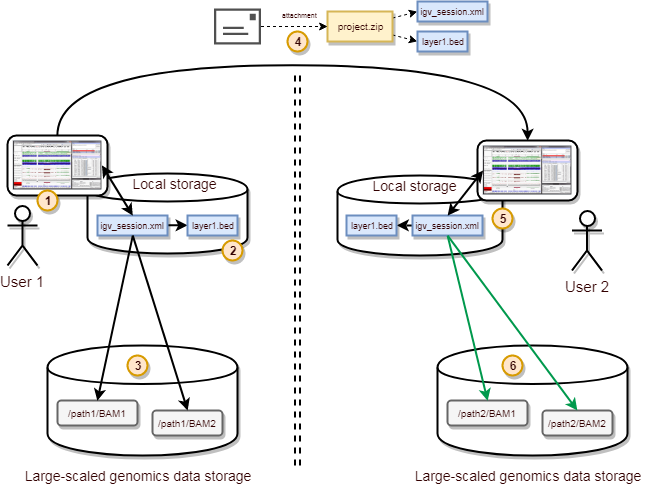 attachment
igv_session.xml
project.zip
4
layer1.bed
Local storage
Local storage
1
5
igv_session.xml
layer1.bed
layer1.bed
igv_session.xml
2
User 1
User 2
3
6
/path1/BAM1
/path1/BAM2
/path2/BAM1
/path2/BAM2
Large-scaled genomics data storage
Large-scaled genomics data storage